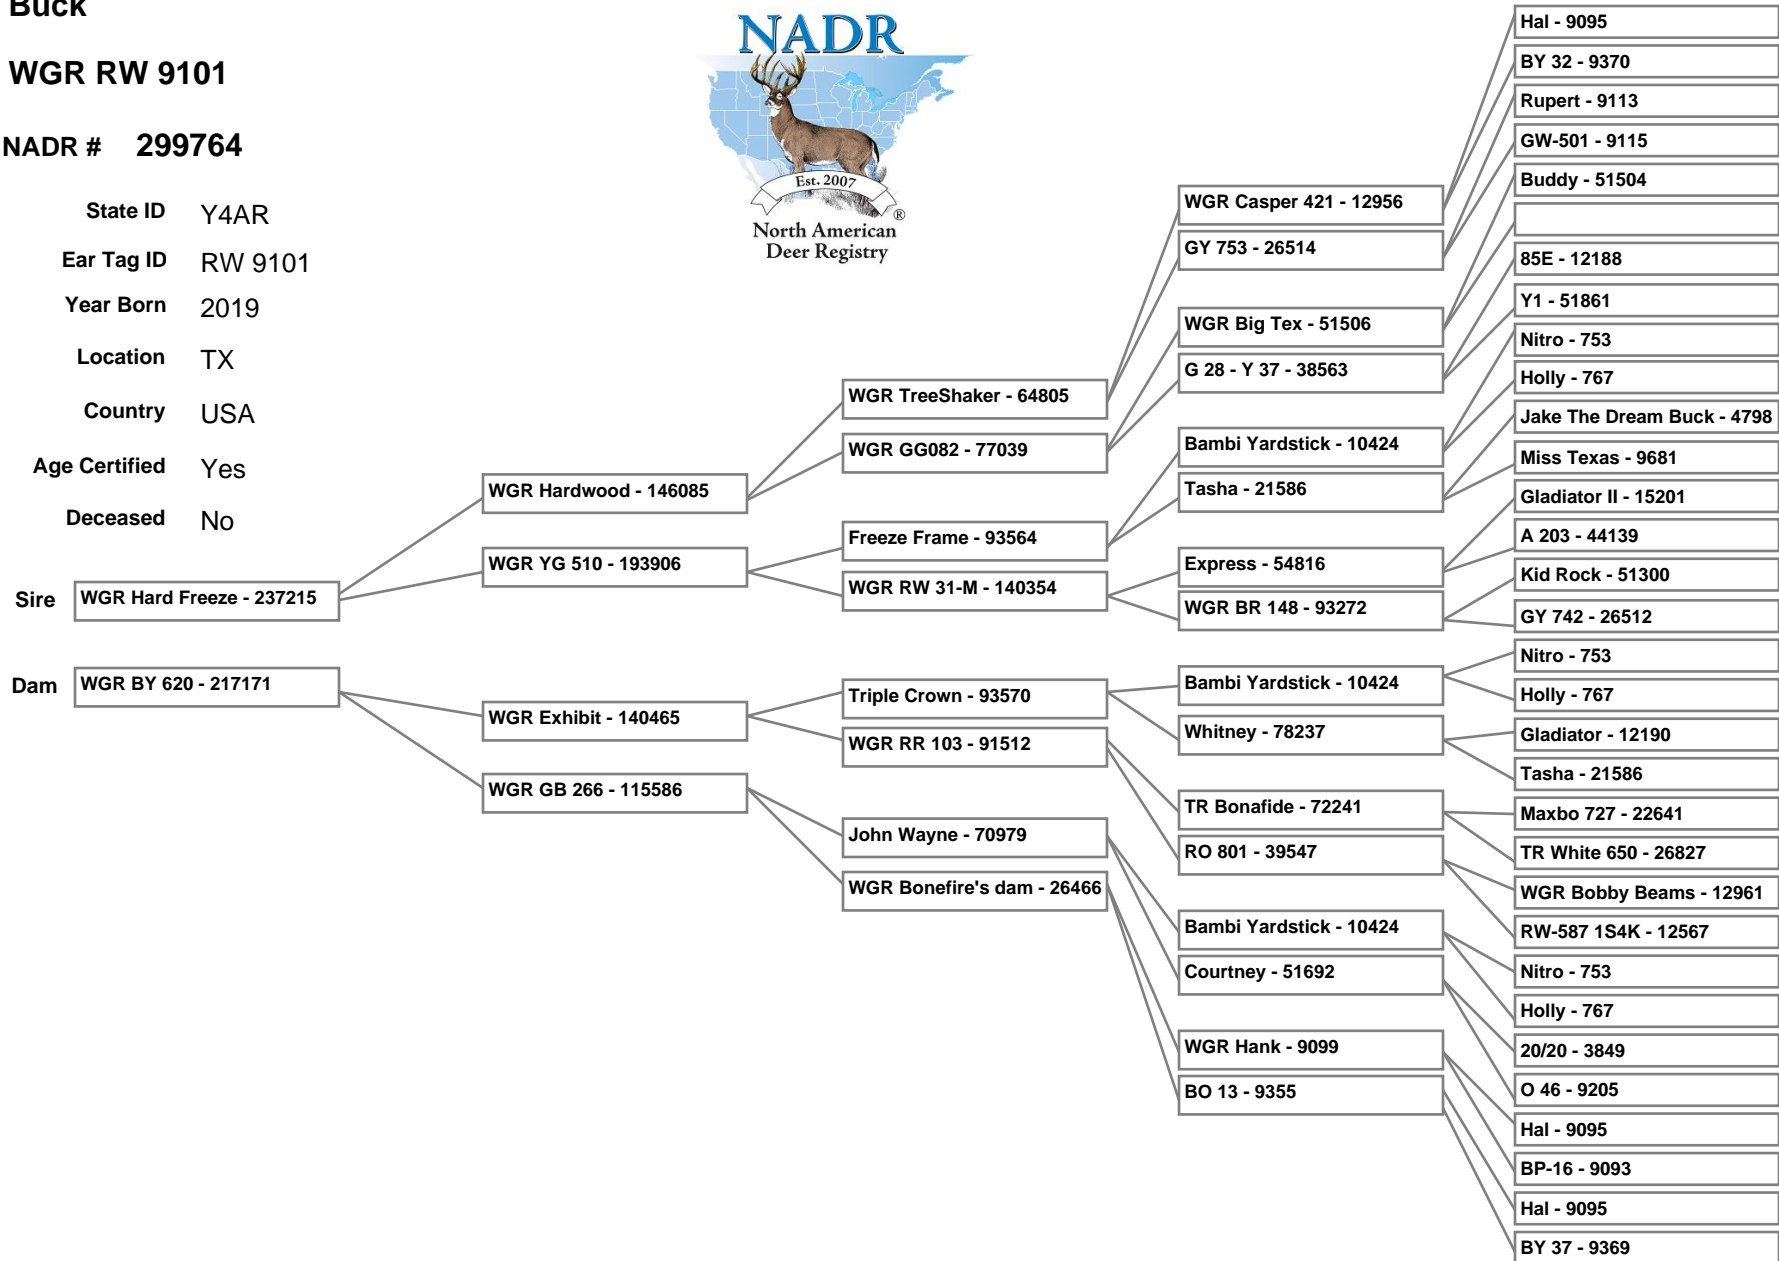 Buck
WGR RW 9101
NADR # 299764
State ID Y4AR
Ear Tag ID RW 9101
Year Born 2019
Location TX
Country USA
Age Certified Yes
Deceased No
NADR
Est. 2007
®
North American
Deer Registry
Sire WGR Hard Freeze - 237215
Dam WGR BY 620 - 217171
WGR Hardwood - 146085
WGR YG 510 - 193906
WGR Exhibit - 140465
WGR GB 266 - 115586
WGR TreeShaker - 64805
WGR GG082 - 77039
Freeze Frame - 93564
WGR RW 31-M - 140354
Triple Crown - 93570
WGR RR 103 - 91512
John Wayne - 70979
WGR Bonefire's dam - 26466
WGR Casper 421 - 12956
GY 753 - 26514
WGR Big Tex - 51506
G 28 - Y 37 - 38563
Bambi Yardstick - 10424
Tasha - 21586
Express - 54816
WGR BR 148 - 93272
Bambi Yardstick - 10424
Whitney - 78237
TR Bonafide - 72241
RO 801 - 39547
Bambi Yardstick - 10424
Courtney - 51692
WGR Hank - 9099
BO 13 - 9355
Hal - 9095
BY 32 - 9370
Rupert - 9113
GW-501 - 9115
Buddy - 51504
85E - 12188
Y1 - 51861
Nitro - 753
Holly - 767
Jake The Dream Buck - 4798
Miss Texas - 9681
Gladiator II - 15201
A 203 - 44139
Kid Rock - 51300
GY 742 - 26512
Nitro - 753
Holly - 767
Gladiator - 12190
Tasha - 21586
Maxbo 727 - 22641
TR White 650 - 26827
WGR Bobby Beams - 12961
RW-587 1S4K - 12567
Nitro - 753
Holly - 767
20/20 - 3849
O 46 - 9205
Hal - 9095
BP-16 - 9093
Hal - 9095
BY 37 - 9369